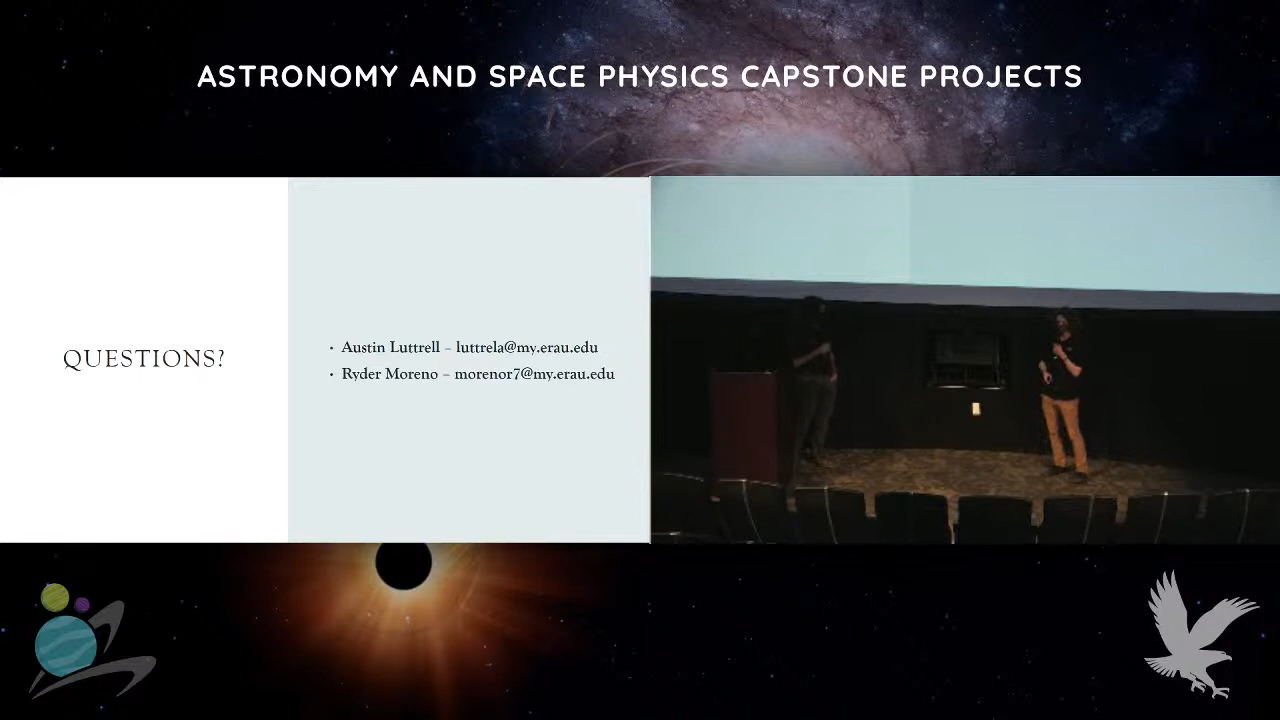 ASTRONOMY AND SPACE PHYSICS CAPSTONE PROJECTS
QUESTIONS?
• Austin Luttrell – luttrela@my.erau.edu
• Ryder Moreno – morenor7@my.erau.edu